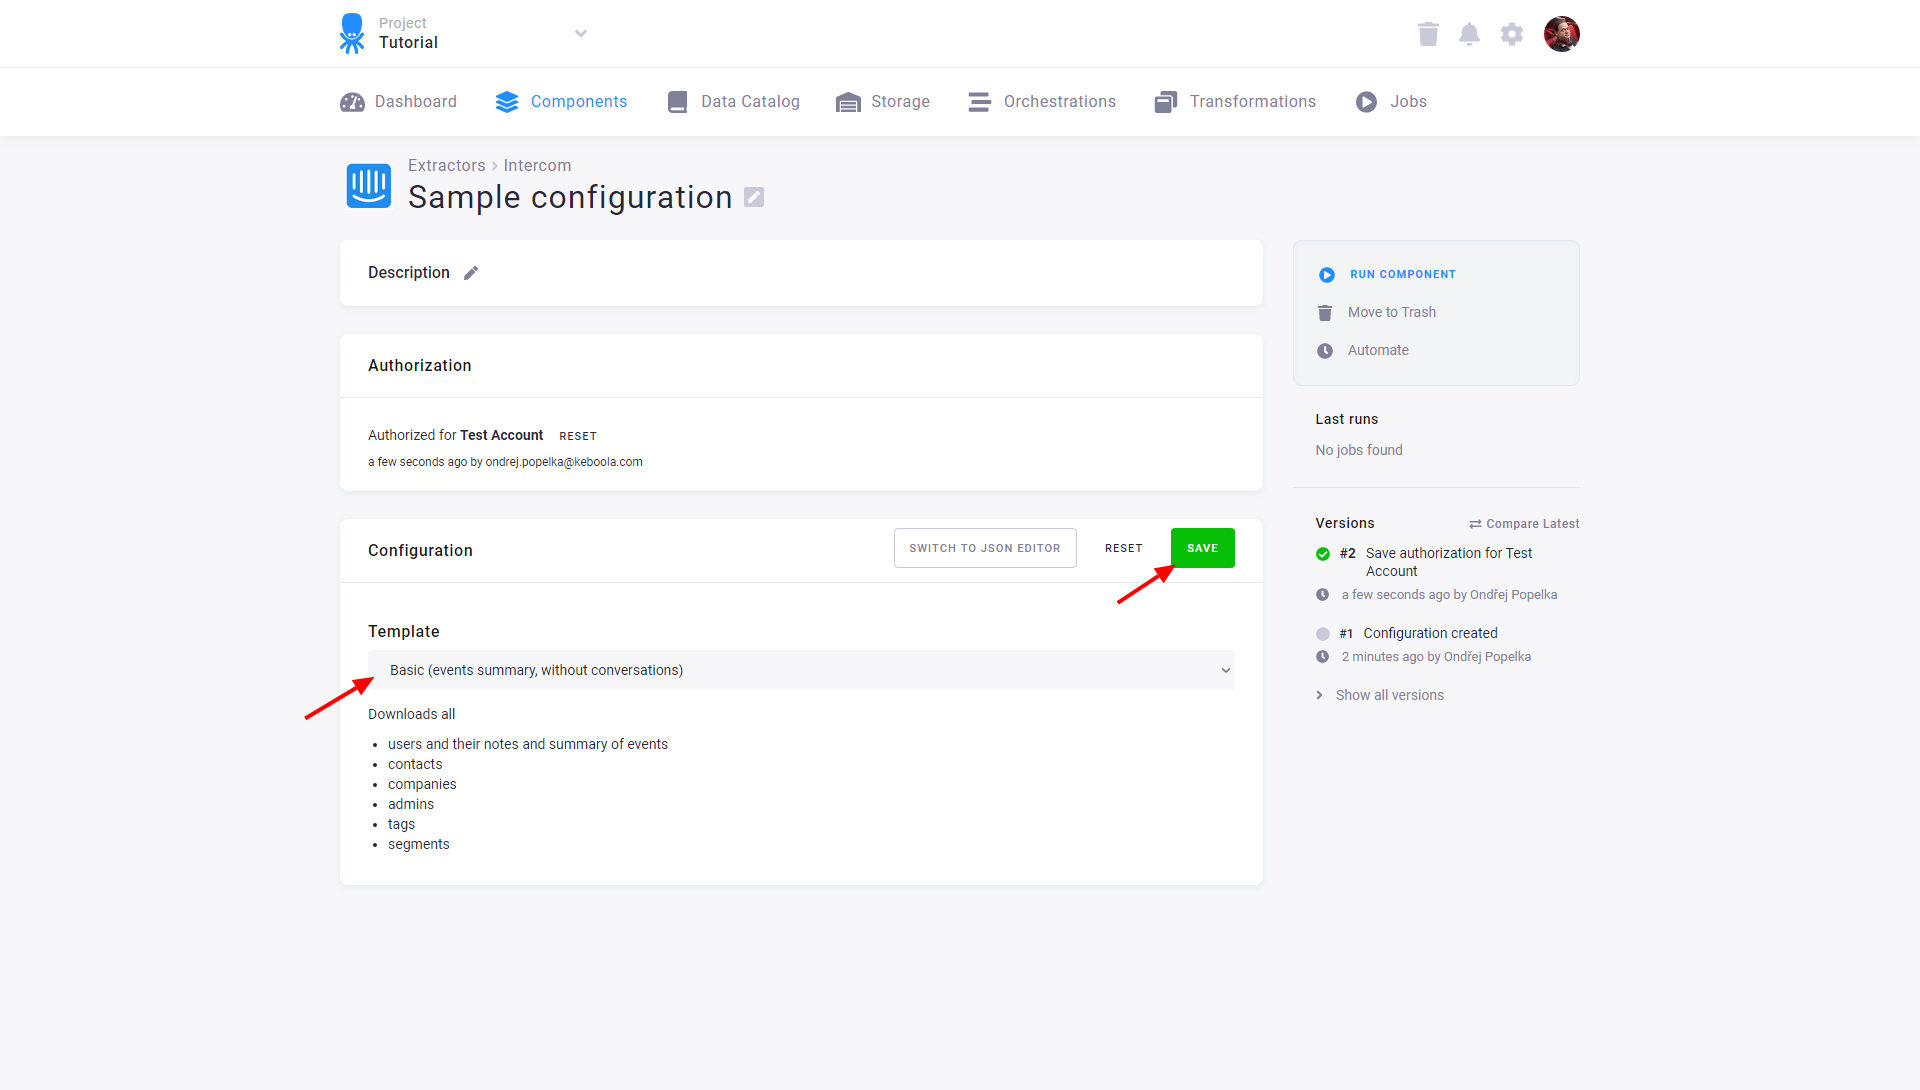 Project
Tutorial
Dashboard
Components
Data Catalog
Storage
Orchestrations
Transformations
Jobs
Extractors > Intercom
Sample configuration
Description
Authorization
Authorized for Test Account RESET
a few seconds ago by ondrej.popelka@keboola.com
Configuration
SWITCH TO JSON EDITOR
RESET
SAVE
Template
Basic (events summary, without conversations)
Downloads all
• users and their notes and summary of events
• contacts
• companies
• admins
• tags
• segments
RUN COMPONENT
Move to Trash
Automate
Last runs
No jobs found
Versions
Compare Latest
#2 Save authorization for Test
Account
a few seconds ago by Ondřej Popelka
#1 Configuration created
2 minutes ago by Ondřej Popelka
Show all versions